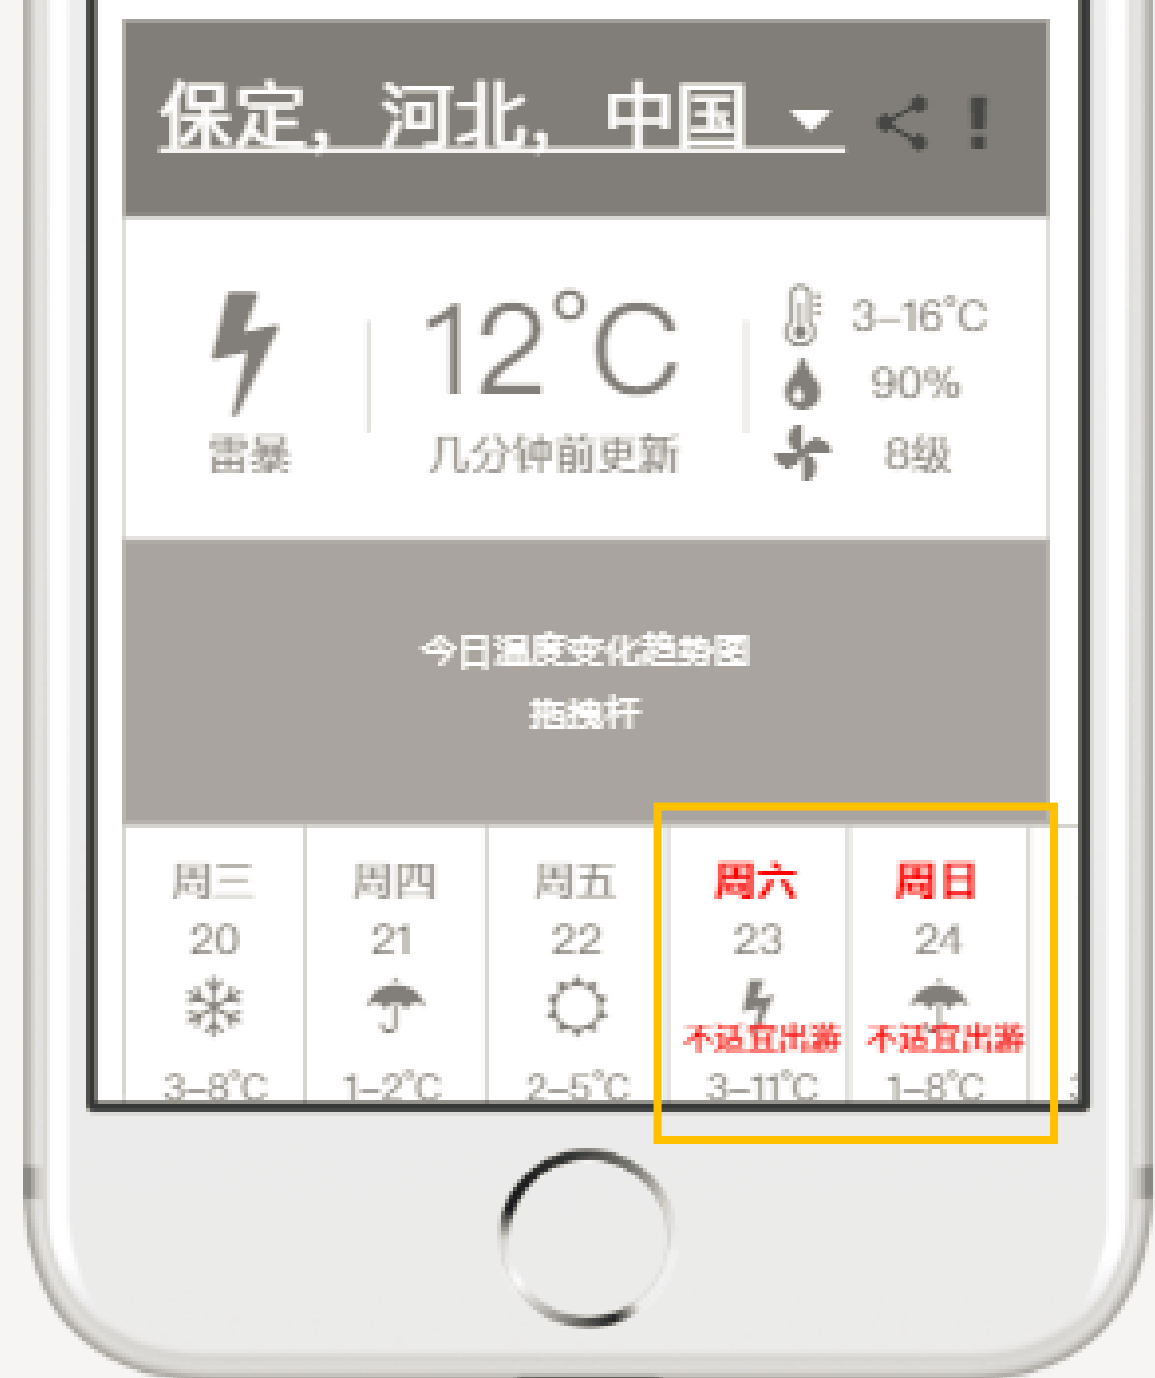 保定，河北，中国
12°C
3–16°C
90%
雷暴
几分钟前更新
8级
今日温度变化趋势图
拖拽杆
周三 周四 周五 周六 周日
20 21 22 23 24
不适宜出游 不适宜出游
3–8°C 1–2°C 2–5°C 3–11°C 1–8°C